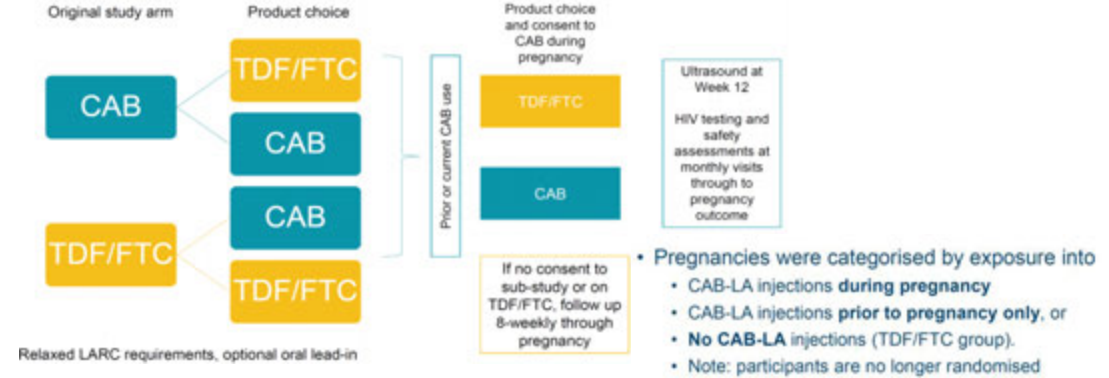 Original study arm
Product choice
CAB
TDF/FTC
TDF/FTC
CAB
CAB
TDF/FTC
Relaxed LARC requirements, optional oral lead-in
Prior or current CAB use
Product choice
and consent to
CAB during
pregnancy
TDF/FTC
CAB
If no consent to
sub-study or on
TDF/FTC, follow up
8-weekly through
pregnancy
Ultrasound at
Week 12
HIV testing and
safety
assessments at
monthly visits
through to
pregnancy
outcome
• Pregnancies were categorised by exposure into
• CAB-LA injections during pregnancy
• CAB-LA injections prior to pregnancy only, or
• No CAB-LA injections (TDF/FTC group).
• Note: participants are no longer randomised